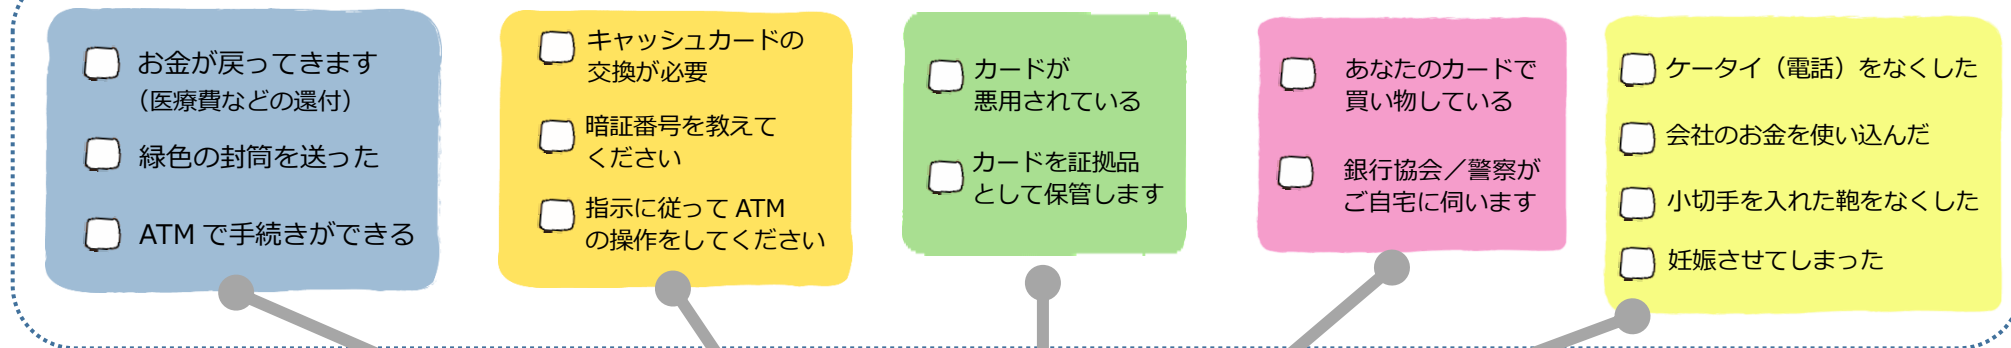 お金が戻ってきます
（医療費などの還付）
緑色の封筒を送った
ATM で手続きができる
キャッシュカードの
交換が必要
暗証番号を教えて
ください
指示に従って ATM
の操作をしてください
カードが
悪用されている
カードを証拠品
として保管します
あなたのカードで
買い物している
銀行協会／警察が
ご自宅に伺います
ケータイ（電話）をなくした
会社のお金を使い込んだ
小切手を入れた鞄をなくした
妊娠させてしまった